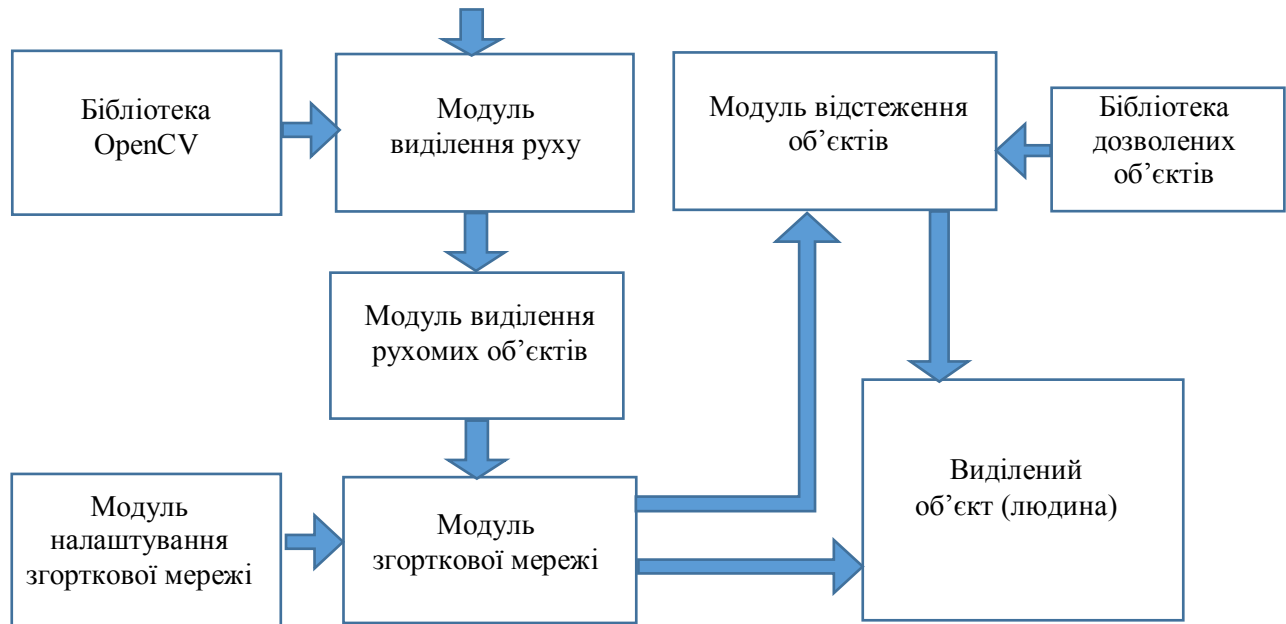 Бібліотека
OpenCV
Модуль
виділення руху
Модуль відстеження
об’єктів
Бібліотека
дозволених
об’єктів
Модуль виділення
рухомих об’єктів
Модуль
налаштування
згорткової мережі
Модуль
згорткової мережі
Виділений
об’єкт (людина)